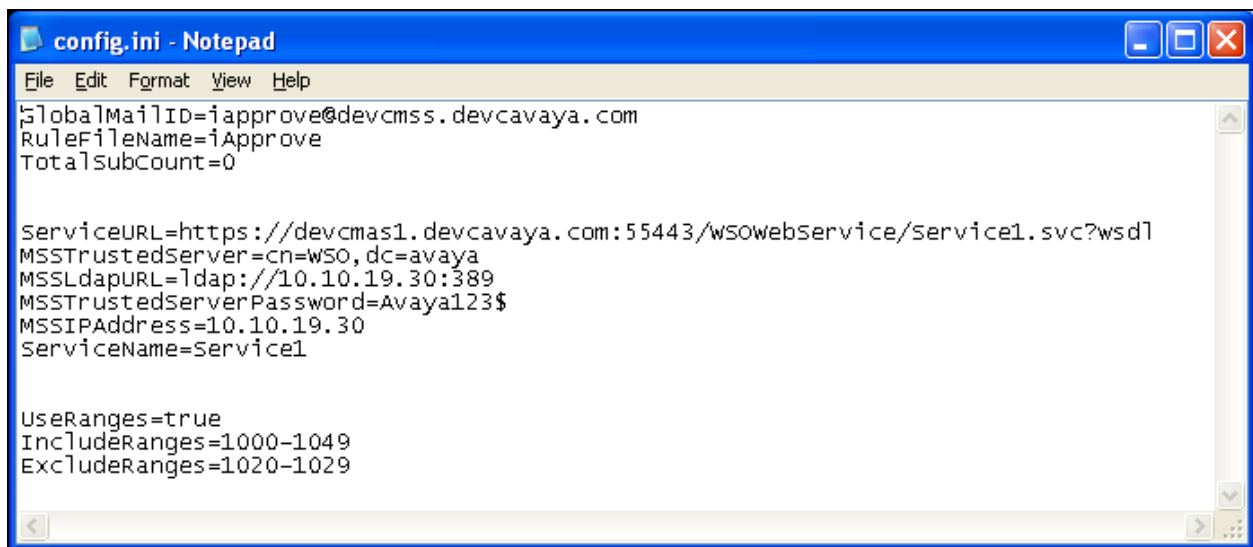 config.ini - Notepad
File Edit Format View Help
GlobalMailID=iapprove@devcmss.devcavaya.com
RuleFileName=iApprove
TotalSubCount=0
ServiceURL=https://devcmas1.devcavaya.com:55443/WSOWebService/Service1.svc?wsdl
MSSTrustedServer=cn=WSO,dc=avaya
MSSLdapURL=ldap://10.10.19.30:389
MSSTrustedServerPassword=Avaya123$
MSSIPAddress=10.10.19.30
ServiceName=Service1
UseRanges=true
IncludeRanges=1000-1049
ExcludeRanges=1020-1029